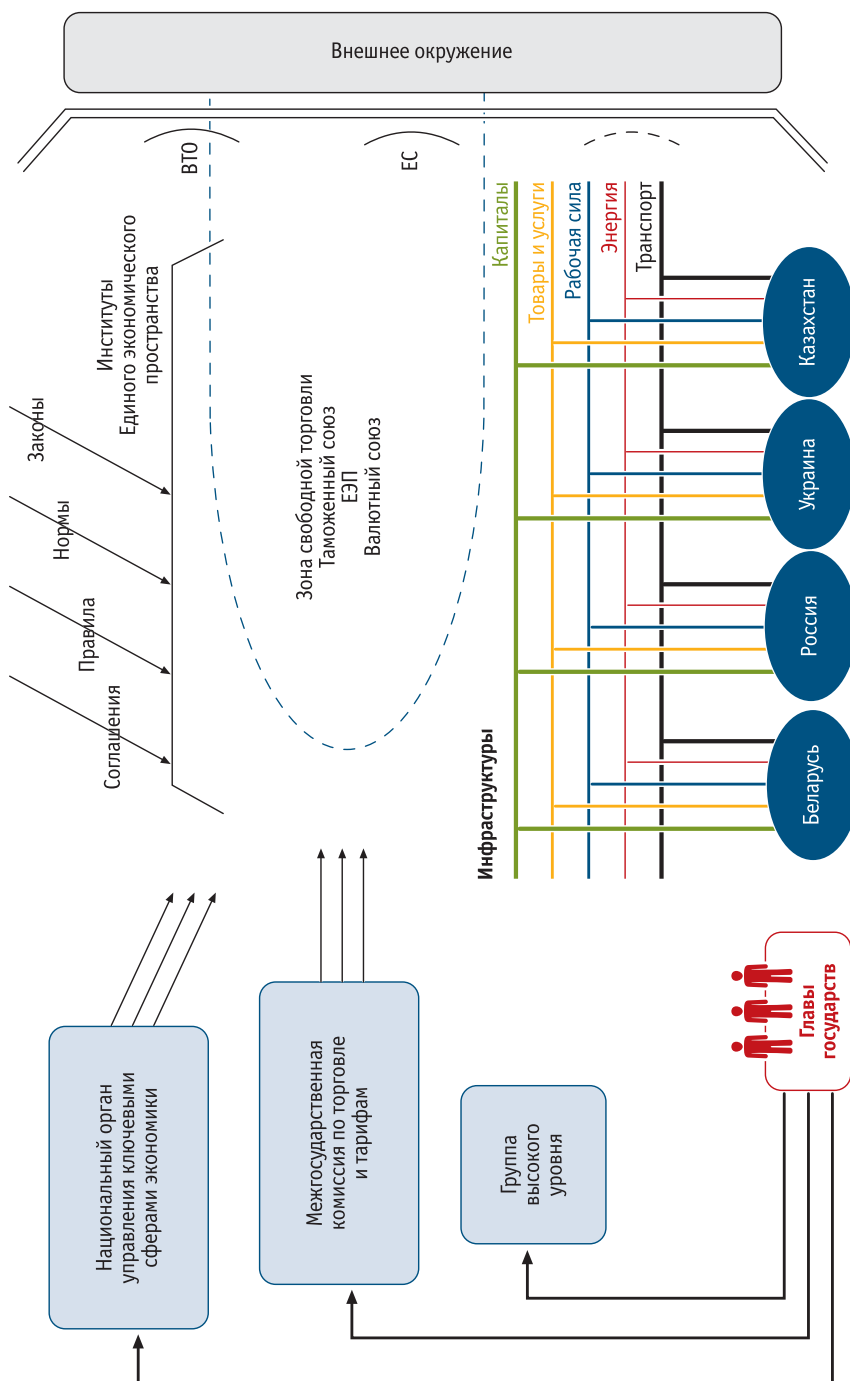 Внешнее окружение
ВТО
ЕС
Институты
Единого экономического
пространства
Законы
Нормы
Правила
Соглашения
Зона свободной торговли
Таможенный союз
ЕЭП
Валютный союз
Инфраструктуры
Капиталы
Товары и услуги
Рабочая сила
Энергия
Транспорт
Беларусь
Россия
Украина
Казахстан
Национальный орган
управления ключевыми
сферами экономики
Межгосударственная
комиссия по торговле
и тарифам
Группа
высокого
уровня
Главы
государств